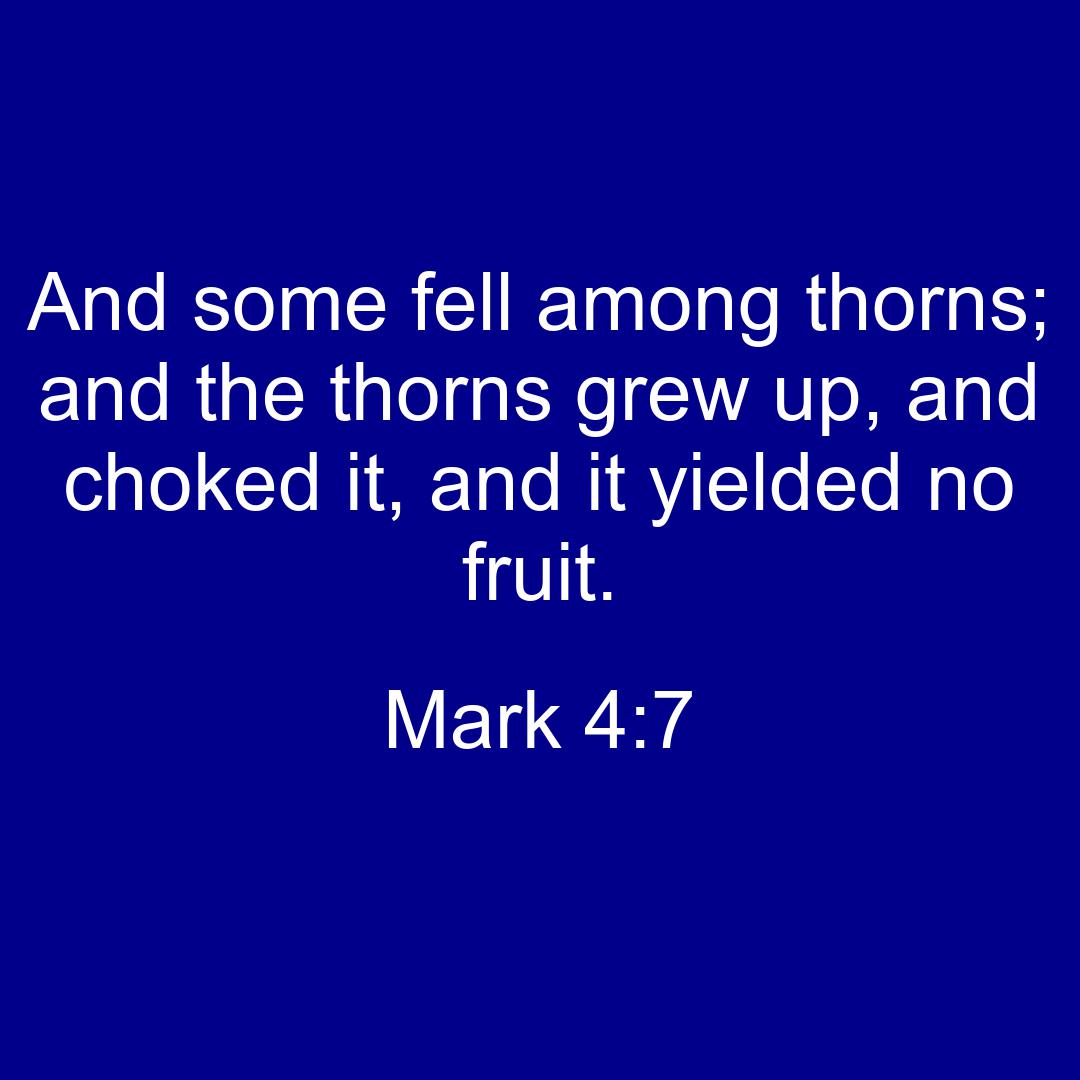 And some fell among thorns;
and the thorns grew up, and
choked it, and it yielded no
fruit.
Mark 4:7